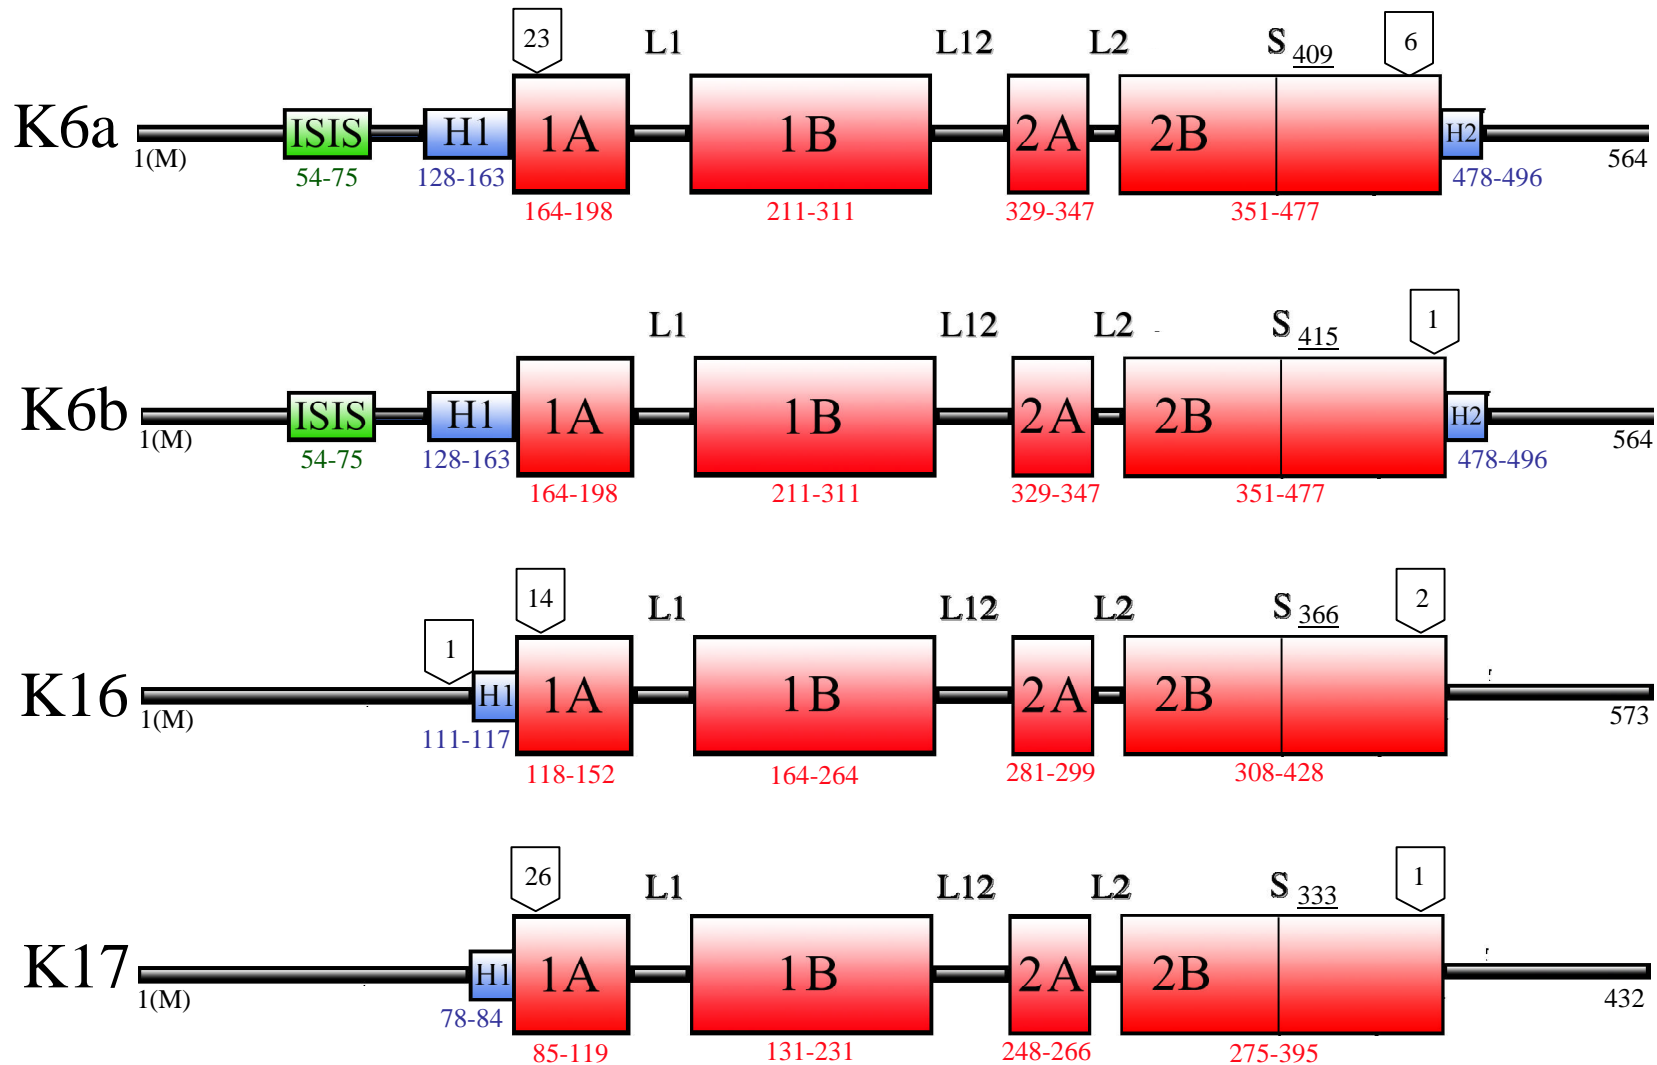 23 L1 L12 L2 S 409 6
K6a ISIS H1 1A 1B 2A 2B H2
1(M) 54-75 128-163 478-496 564
164-198 211-311 329-347 351-477
L1 L12 L2 S 415 1
K6b ISIS H1 1A 1B 2A 2B H2
1(M) 54-75 128-163 478-496 564
164-198 211-311 329-347 351-477
1 14 L1 L12 L2 S 366 2
K16 H1 1A 1B 2A 2B
1(M) 111-117 573
118-152 164-264 281-299 308-428
26 L1 L12 L2 S 333 1
K17 H1 1A 1B 2A 2B
1(M) 78-84 432
85-119 131-231 248-266 275-395